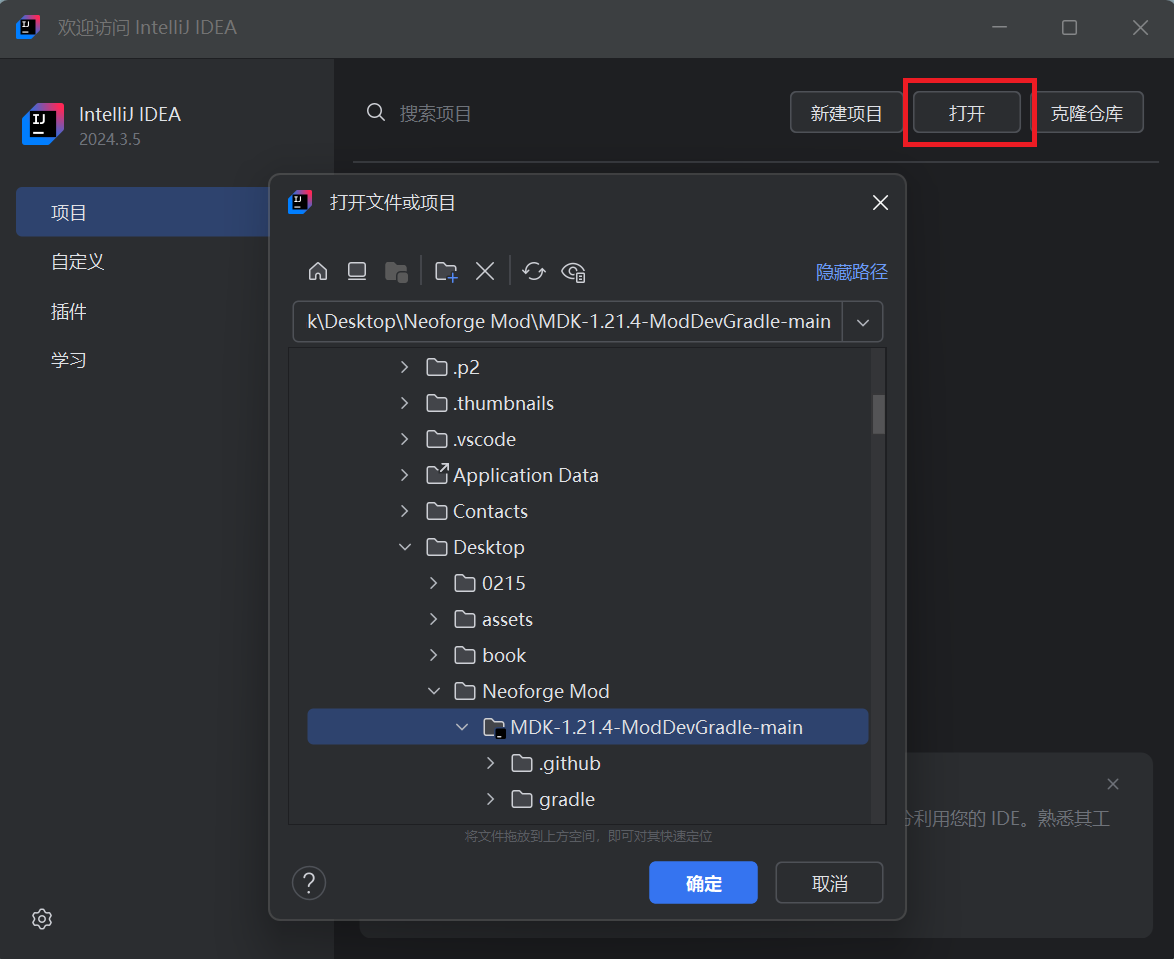 欢迎访问 IntelliJ IDEA
IntelliJ IDEA
2024.3.5
搜索项目
新建项目
打开
克隆仓库
项目
自定义
插件
学习
打开文件或项目
隐藏路径
k\Desktop\Neoforge Mod\MDK-1.21.4-ModDevGradle-main
.p2
.thumbnails
.vscode
Application Data
Contacts
Desktop
0215
assets
book
Neoforge Mod
MDK-1.21.4-ModDevGradle-main
.github
gradle
利用您的 IDE。熟悉其工
将文件拖放到上方空间，即可对其快速定位
?
确定
取消